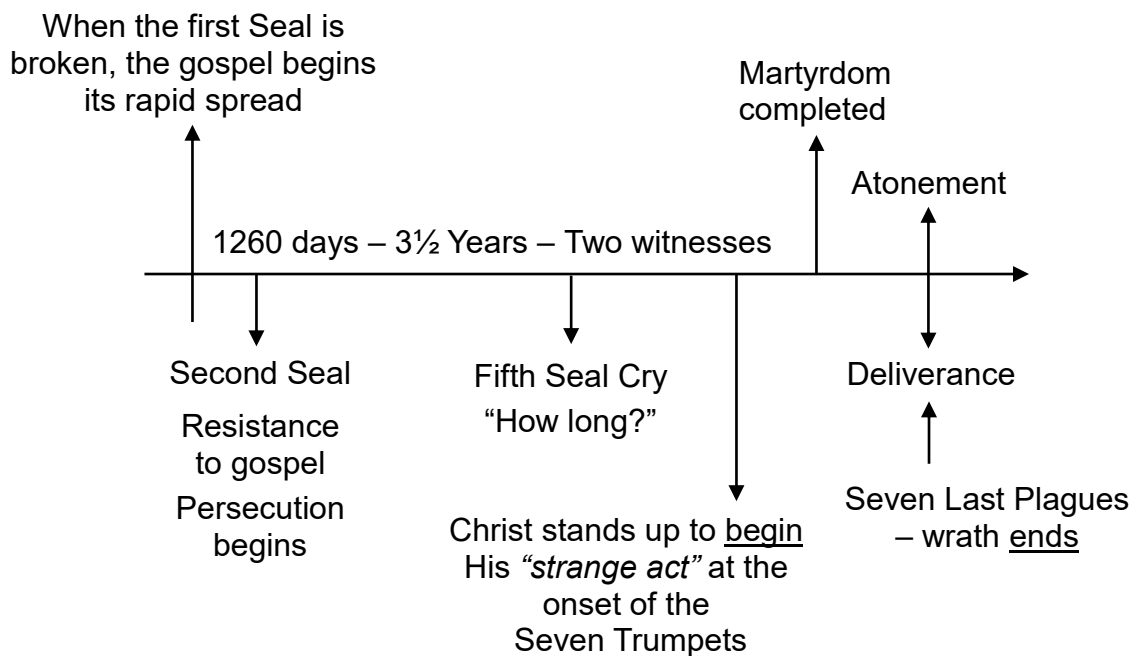 When the first Seal is
broken, the gospel begins
its rapid spread
Martyrdom
completed
Atonement
1260 days – 3½ Years – Two witnesses
Second Seal
Resistance
to gospel
Persecution
begins
Fifth Seal Cry
“How long?”
Christ stands up to begin
His “strange act” at the
onset of the
Seven Trumpets
Deliverance
Seven Last Plagues
– wrath ends